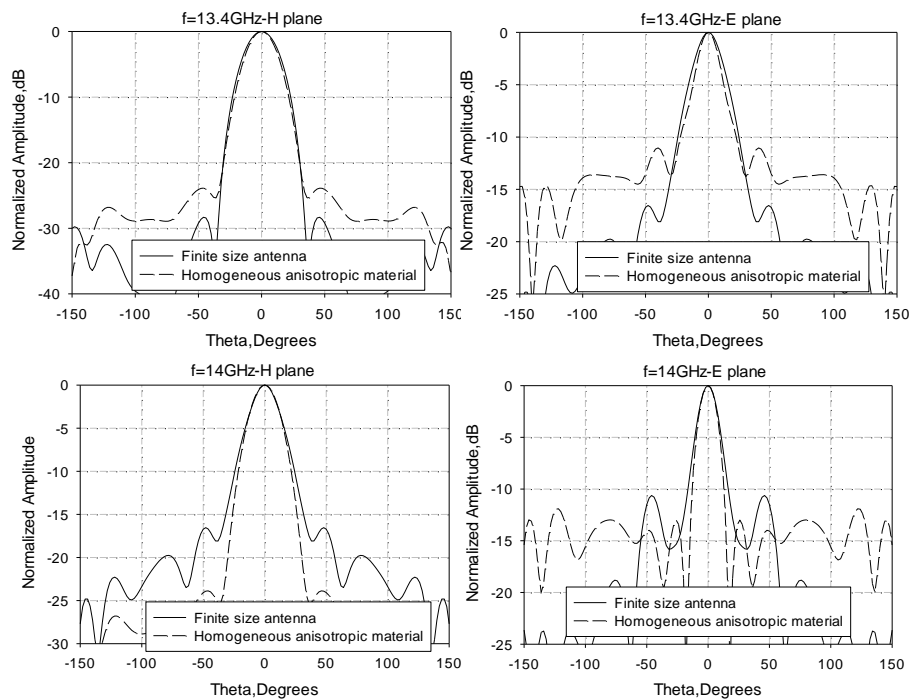 f=13.4GHz-H plane
0
-10
-20
-30
-40
Normalized Amplitude,dB
Finite size antenna
Homogeneous anisotropic material
-150 -100 -50 0 50 100 150
Theta,Degrees
f=13.4GHz-E plane
0
-5
-10
-15
-20
-25
Normalized Amplitude,dB
Finite size antenna
Homogeneous anisotropic material
-150 -100 -50 0 50 100 150
Theta,Degrees
f=14GHz-H plane
0
-5
-10
-15
-20
-25
-30
Normalized Amplitude
Finite size antenna
Homogeneous anisotropic material
-150 -100 -50 0 50 100 150
Theta,Degrees
f=14GHz-E plane
0
-5
-10
-15
-20
-25
Normalized Amplitude,dB
Finite size antenna
Homogeneous anisotropic material
-150 -100 -50 0 50 100 150
Theta,Degrees